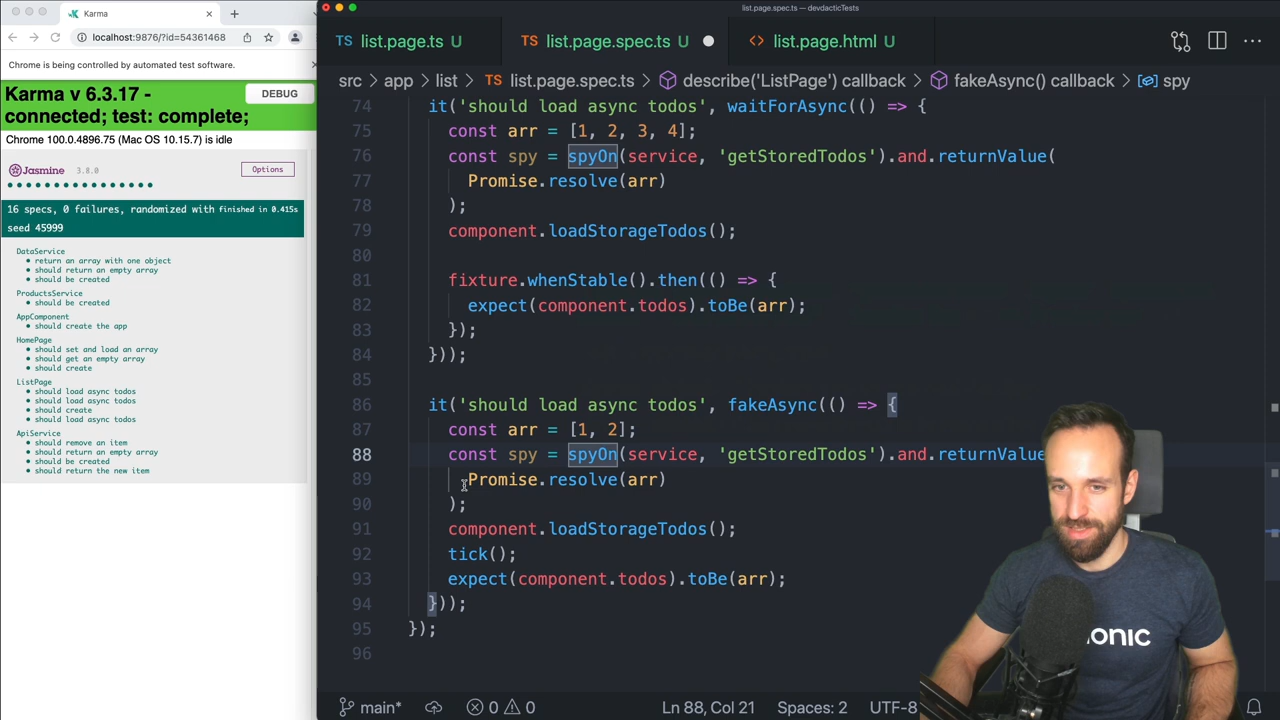 Karma
list.page.spec.ts — devdacticTests
localhost:9876/?id=54361468
Chrome is being controlled by automated test software.
Karma v 6.3.17 -
connected; test: complete;
DEBUG
Chrome 100.0.4896.75 (Mac OS 10.15.7) is idle
Jasmine 3.8.0
Options
16 specs, 0 failures, randomized with finished in 0.415s
seed 45999
DataService
• return an array with one object
• should return an empty array
• should be created
ProductsService
• should be created
AppComponent
• should create the app
HomePage
• should set and load an array
• should get an empty array
• should create
ListPage
• should load async todos
• should load async todos
• should create
• should load async todos
ApiService
• should remove an item
• should return an empty array
• should be created
• should return the new item
TS list.page.ts U
TS list.page.spec.ts U
<> list.page.html U
src > app > list > TS list.page.spec.ts > describe('ListPage') callback > fakeAsync() callback > spy
74 it('should load async todos', waitForAsync(() => {
75 const arr = [1, 2, 3, 4];
76 const spy = spyOn(service, 'getStoredTodos').and.returnValue(
77 Promise.resolve(arr)
78 );
79 component.loadStorageTodos();
80
81 fixture.whenStable().then(() => {
82 expect(component.todos).toBe(arr);
83 });
84 }));
85
86 it('should load async todos', fakeAsync(() => {
87 const arr = [1, 2];
88 const spy = spyOn(service, 'getStoredTodos').and.returnValue
89 Promise.resolve(arr)
90 );
91 component.loadStorageTodos();
92 tick();
93 expect(component.todos).toBe(arr);
94 }));
95 });
96
main*
0 0
Ln 88, Col 21
Spaces: 2
UTF-8